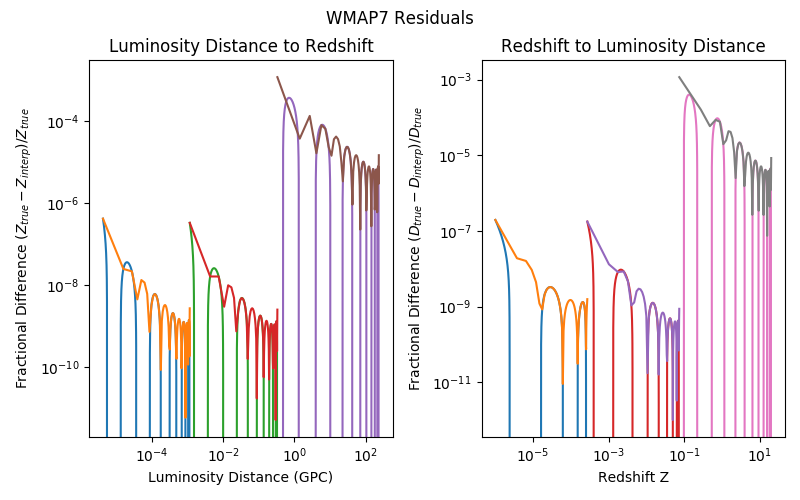 WMAP7 Residuals
Luminosity Distance to Redshift
Fractional Difference $(Z_{true} - Z_{interp})/Z_{true}$
10^{-4}
10^{-6}
10^{-8}
10^{-10}
10^{-4}
10^{-2}
10^{0}
10^{2}
Luminosity Distance (GPC)
Redshift to Luminosity Distance
Fractional Difference $(D_{true} - D_{interp})/D_{true}$
10^{-3}
10^{-5}
10^{-7}
10^{-9}
10^{-11}
10^{-5}
10^{-3}
10^{-1}
10^{1}
Redshift Z